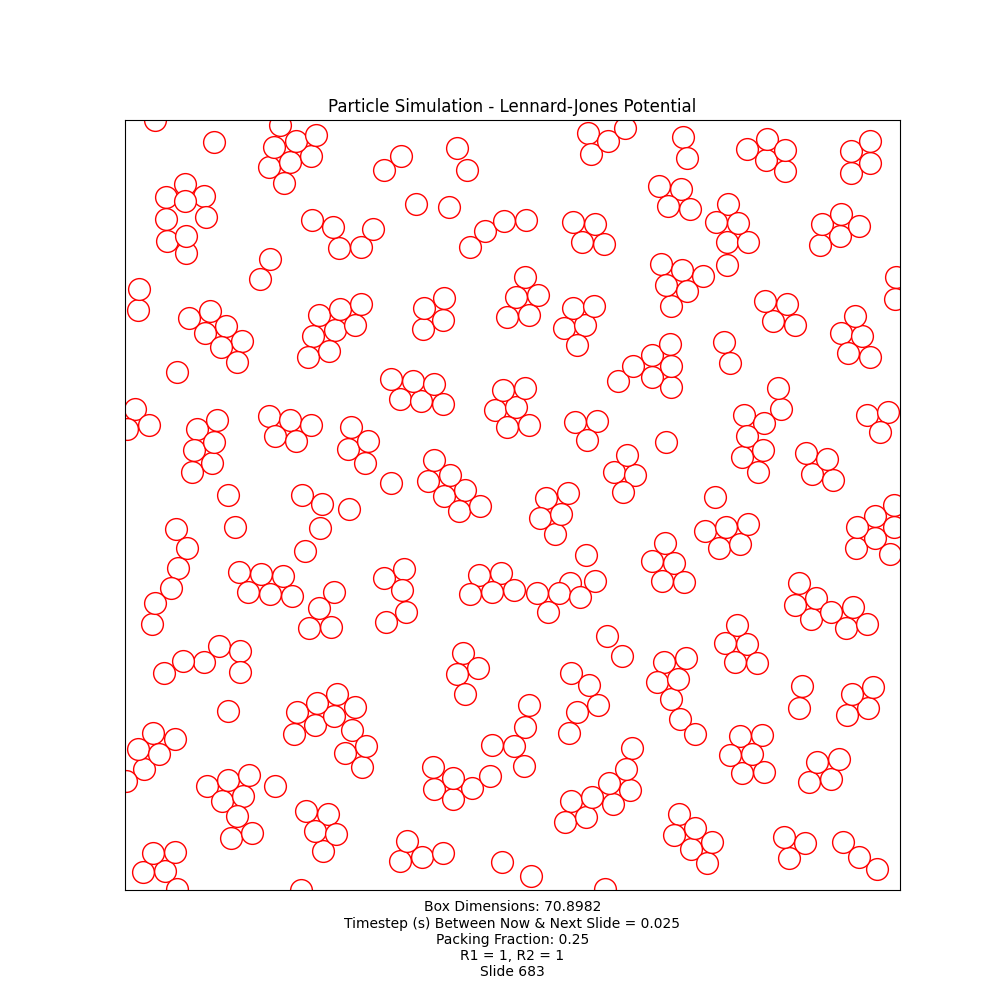 Particle Simulation - Lennard-Jones Potential
Box Dimensions: 70.8982
Timestep (s) Between Now & Next Slide = 0.025
Packing Fraction: 0.25
R1 = 1, R2 = 1
Slide 683